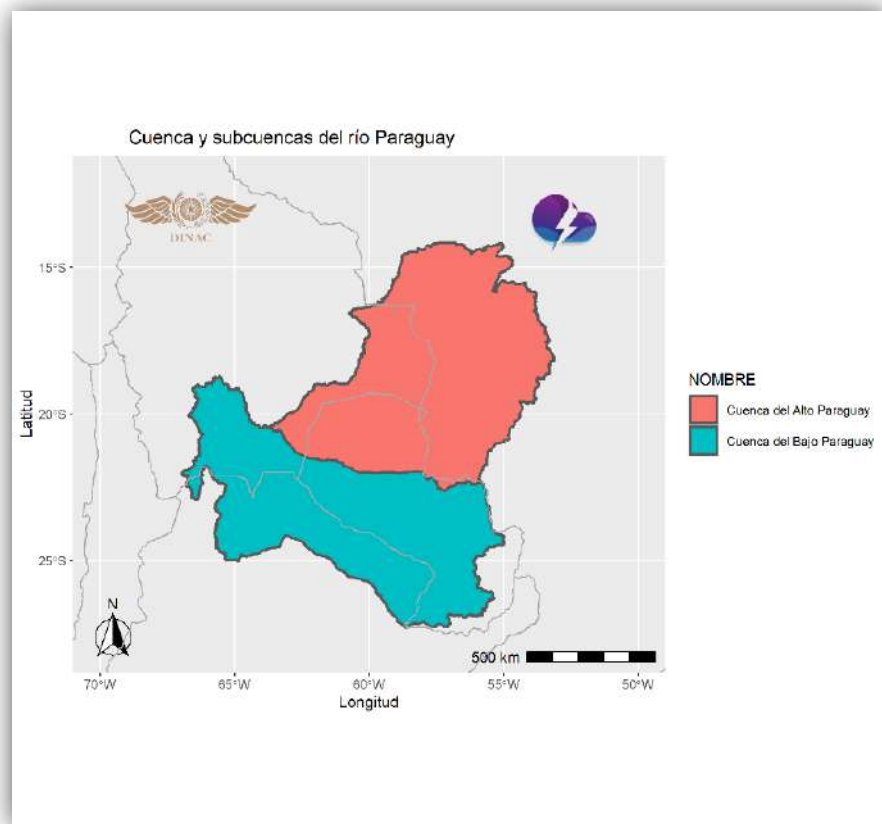 Cuenca y subcuencas del río Paraguay
DINAC
15°S
20°S
25°S
Latitud
N
500 km
70°W
65°W
60°W
55°W
50°W
Longitud
NOMBRE
Cuenca del Alto Paraguay
Cuenca del Bajo Paraguay